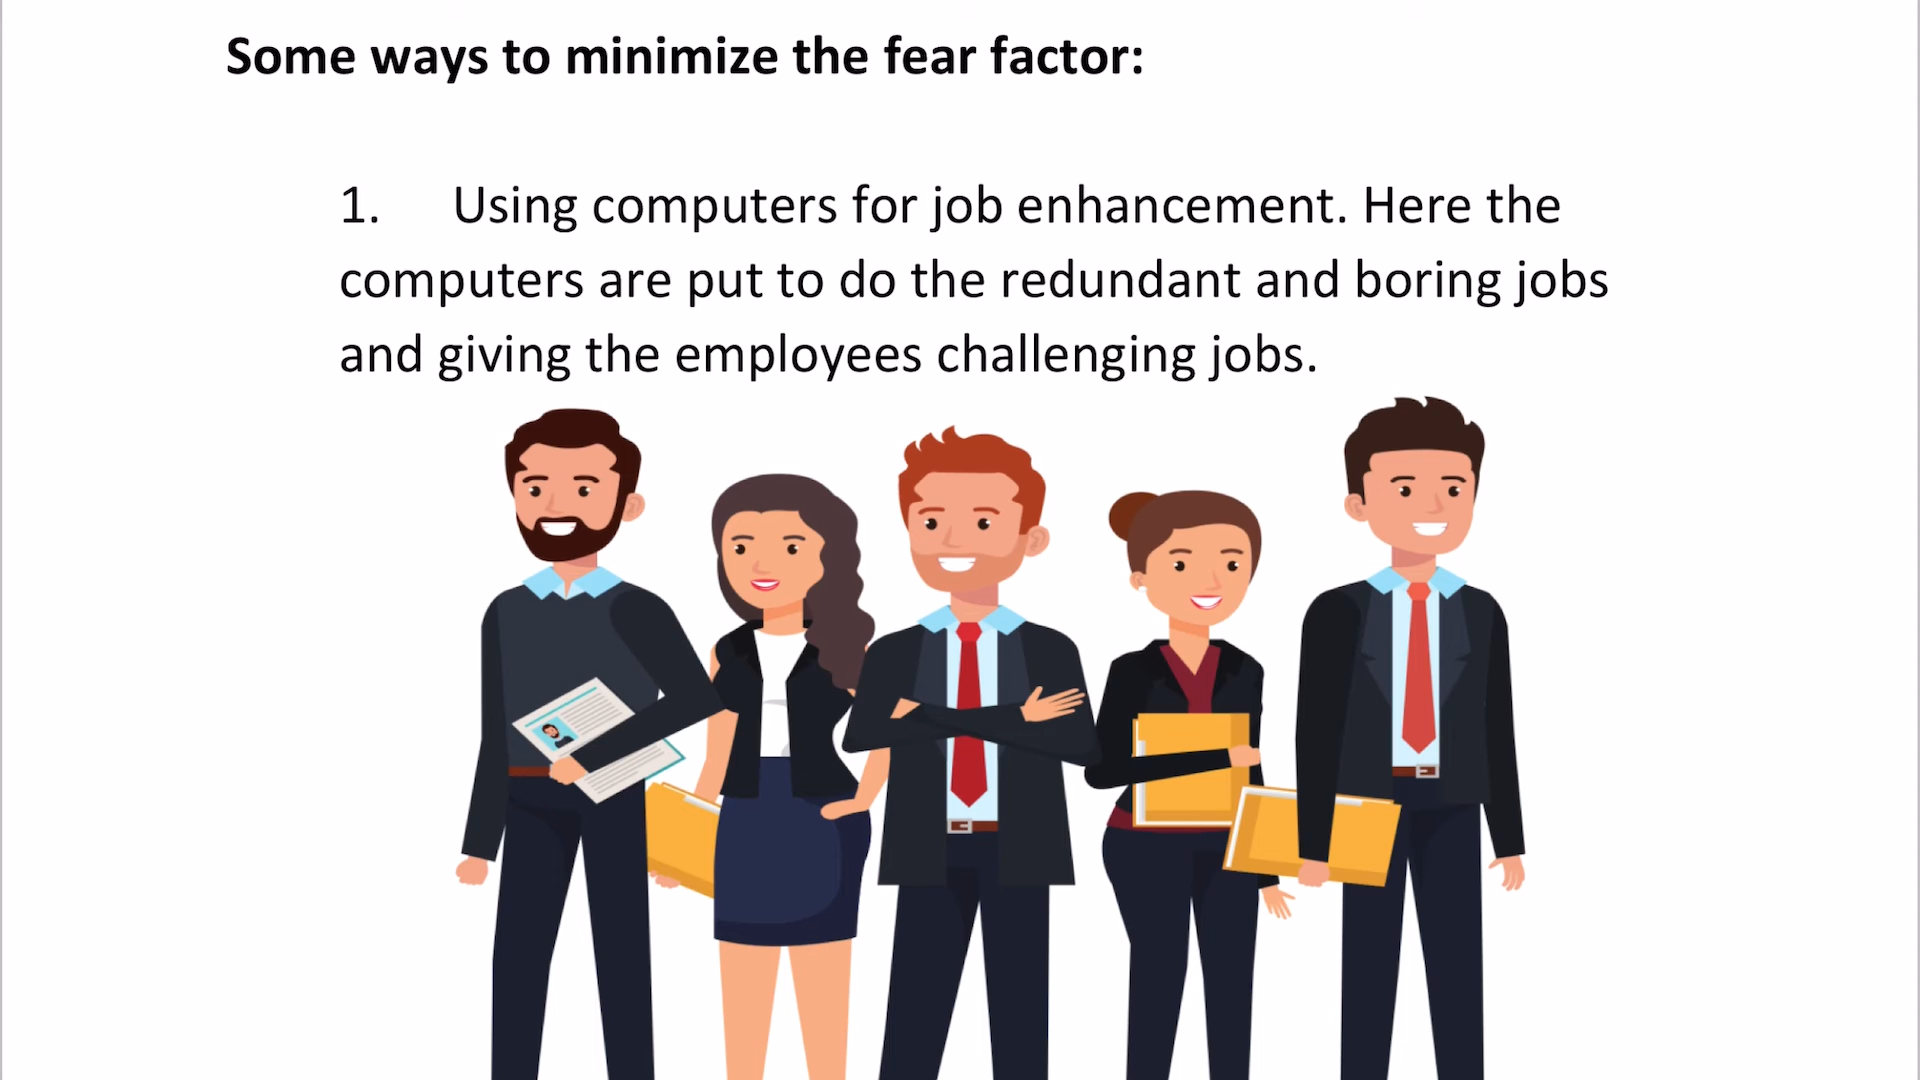 Some ways to minimize the fear factor:
1. Using computers for job enhancement. Here the
computers are put to do the redundant and boring jobs
and giving the employees challenging jobs.